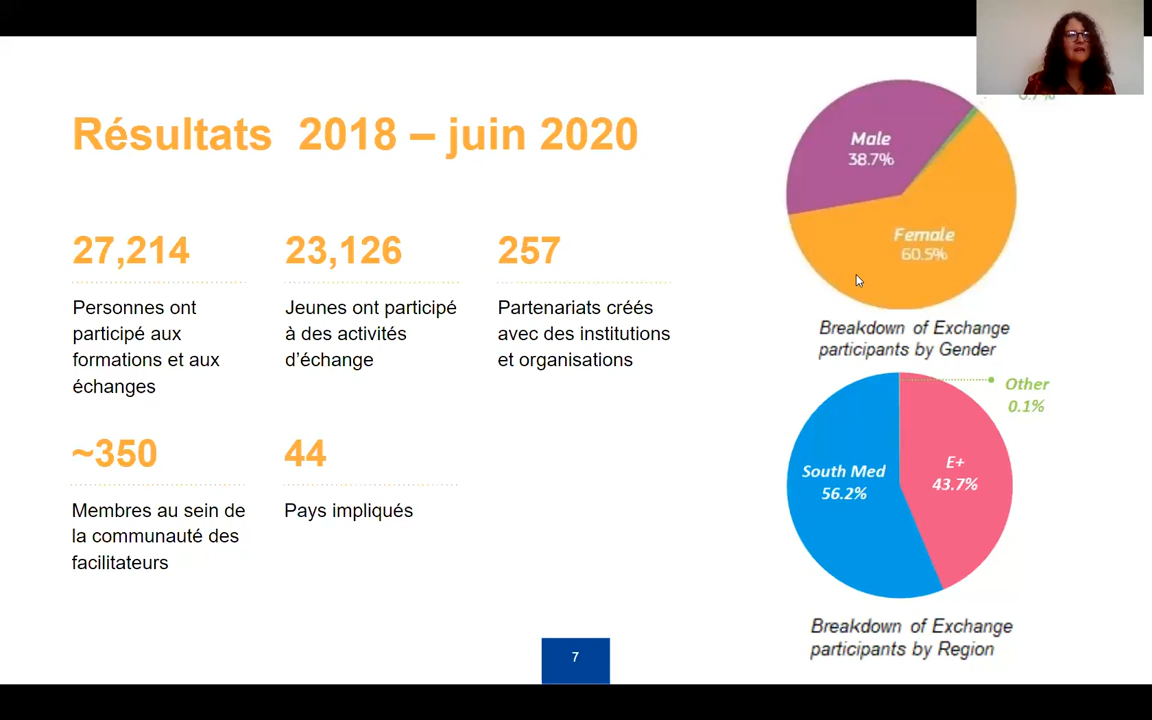 Résultats 2018 – juin 2020
27,214
Personnes ont
participé aux
formations et aux
échanges
23,126
Jeunes ont participé
à des activités
d'échange
257
Partenariats créés
avec des institutions
et organisations
~350
Membres au sein de
la communauté des
facilitateurs
44
Pays impliqués
Male
38.7%
Female
60.5%
Breakdown of Exchange
participants by Gender
Other
0.1%
South Med
56.2%
E+
43.7%
Breakdown of Exchange
participants by Region
7